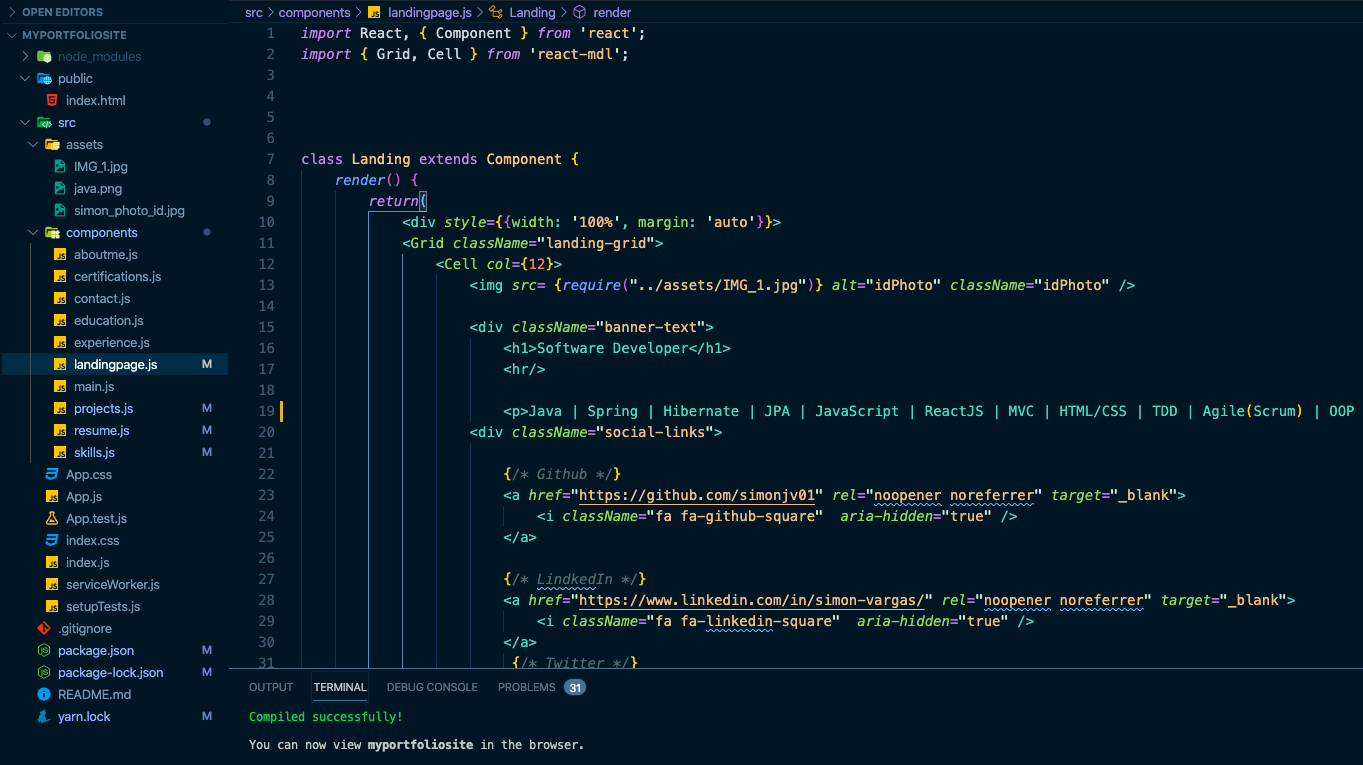 OPEN EDITORS
MYPORTFOLIOSITE
node_modules
public
index.html
src
assets
IMG_1.jpg
java.png
simon_photo_id.jpg
components
aboutme.js
certifications.js
contact.js
education.js
experience.js
landingpage.js M
main.js
projects.js M
resume.js M
skills.js M
App.css
App.js
App.test.js
index.css
index.js
serviceWorker.js
setupTests.js
.gitignore
package.json M
package-lock.json M
README.md
yarn.lock M
src > components > landingpage.js > Landing > render
1 import React, { Component } from 'react';
2 import { Grid, Cell } from 'react-mdl';
3
4
5
6
7 class Landing extends Component {
8 render() {
9 return(
10 <div style={{width: '100%', margin: 'auto'}}>
11 <Grid className="landing-grid">
12 <Cell col={12}>
13 <img src= {require("../assets/IMG_1.jpg")} alt="idPhoto" className="idPhoto" />
14
15 <div className="banner-text">
16 <h1>Software Developer</h1>
17 <hr/>
18
19 <p>Java | Spring | Hibernate | JPA | JavaScript | ReactJS | MVC | HTML/CSS | TDD | Agile(Scrum) | OOP
20 <div className="social-links">
21
22 {/* Github */}
23 <a href="https://github.com/simonjv01" rel="noopener noreferrer" target="_blank">
24 <i className="fa fa-github-square" aria-hidden="true" />
25 </a>
26
27 {/* LindkedIn */}
28 <a href="https://www.linkedin.com/in/simon-vargas/" rel="noopener noreferrer" target="_blank">
29 <i className="fa fa-linkedin-square" aria-hidden="true" />
30 </a>
31 {/* Twitter */}
OUTPUT TERMINAL DEBUG CONSOLE PROBLEMS 31
Compiled successfully!
You can now view myportfoliosite in the browser.